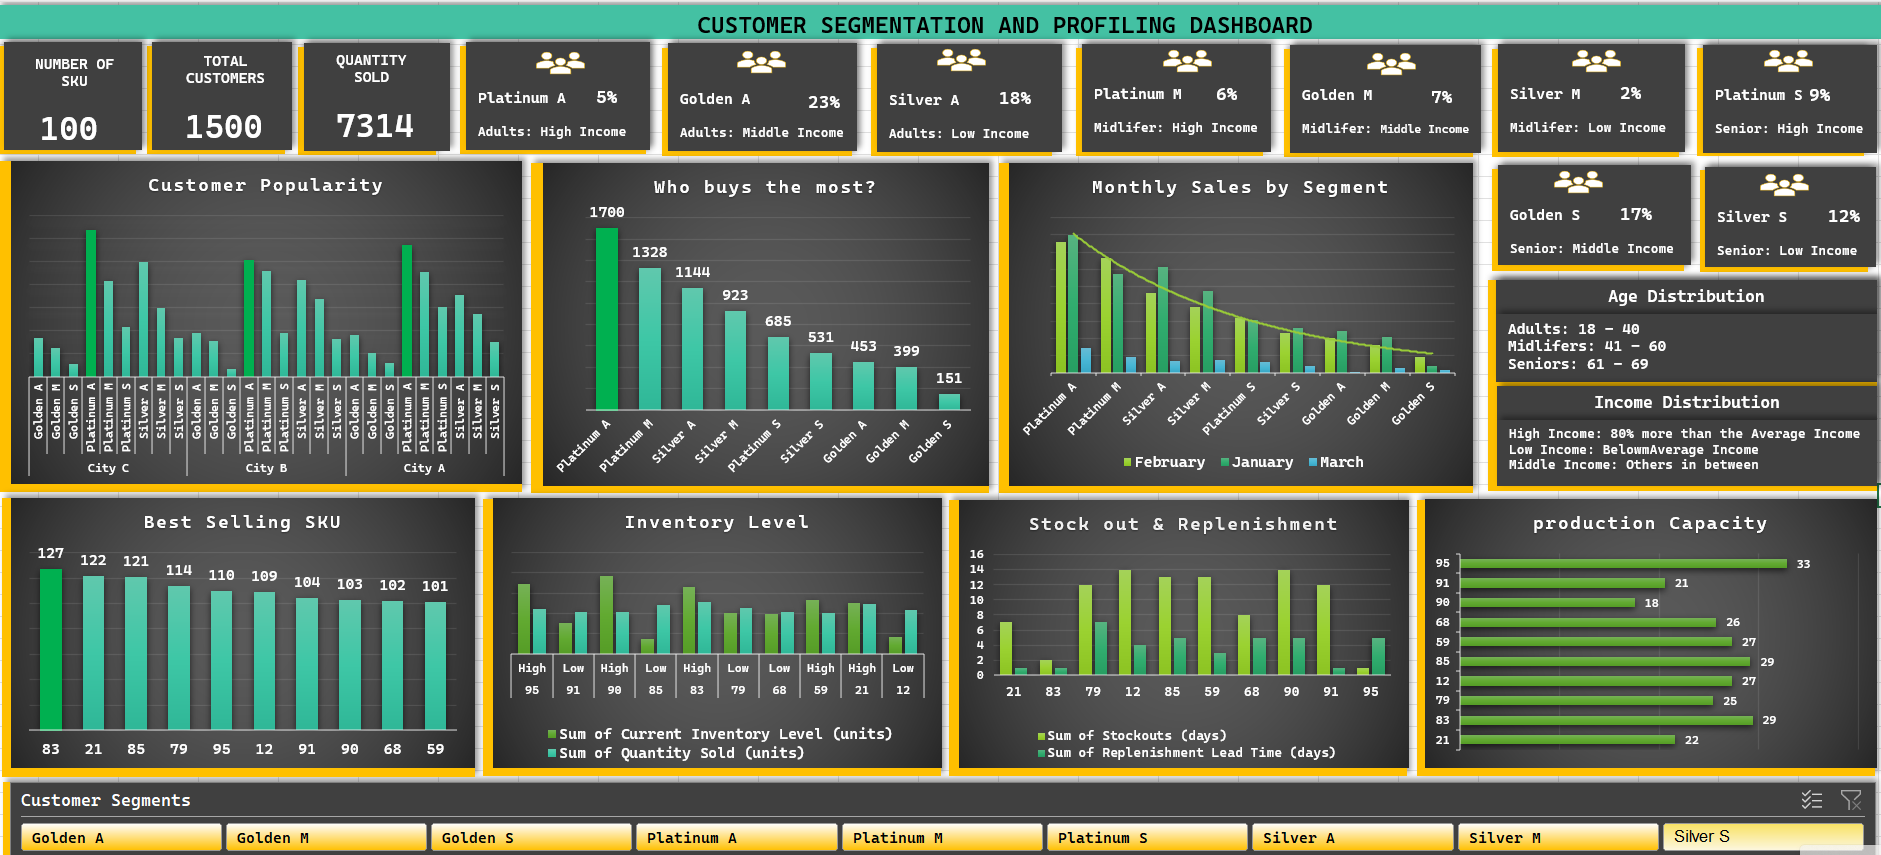 CUSTOMER SEGMENTATION AND PROFILING DASHBOARD
NUMBER OF
SKU
100
TOTAL
CUSTOMERS
1500
QUANTITY
SOLD
7314
Platinum A 5%
Adults: High Income
Golden A 23%
Adults: Middle Income
Silver A 18%
Adults: Low Income
Platinum M 6%
Midlifer: High Income
Golden M 7%
Midlifer: Middle Income
Silver M 2%
Midlifer: Low Income
Platinum S 9%
Senior: High Income
Golden S 17%
Senior: Middle Income
Silver S 12%
Senior: Low Income
Customer Popularity
Golden A
Golden M
Golden S
Platinum A
Platinum M
Platinum S
Silver A
Silver M
Silver S
Golden A
Golden M
Golden S
Platinum A
Platinum M
Platinum S
Silver A
Silver M
Silver S
Golden A
Golden M
Golden S
Platinum A
Platinum M
Platinum S
Silver A
Silver M
Silver S
City C City B City A
Who buys the most?
1700
1328
1144
923
685
531
453
399
151
Platinum A
Platinum M
Silver A
Silver M
Platinum S
Silver S
Golden A
Golden M
Golden S
Monthly Sales by Segment
Platinum A
Platinum M
Silver A
Silver M
Platinum S
Silver S
Golden A
Golden M
Golden S
February January March
Age Distribution
Adults: 18 – 40
Midlifers: 41 – 60
Seniors: 61 – 69
Income Distribution
High Income: 80% more than the Average Income
Low Income: BelowmAverage Income
Middle Income: Others in between
Best Selling SKU
127 122 121 114 110 109 104 103 102 101
83 21 85 79 95 12 91 90 68 59
Inventory Level
High Low High Low High Low Low High High Low
95 91 90 85 83 79 68 59 21 12
Sum of Current Inventory Level (units)
Sum of Quantity Sold (units)
Stock out & Replenishment
16
14
12
10
8
6
4
2
0
21 83 79 12 85 59 68 90 91 95
Sum of Stockouts (days)
Sum of Replenishment Lead Time (days)
production Capacity
95 33
91 21
90 18
68 26
59 27
85 29
12 27
79 25
83 29
21 22
Customer Segments
Golden A Golden M Golden S Platinum A Platinum M Platinum S Silver A Silver M Silver S